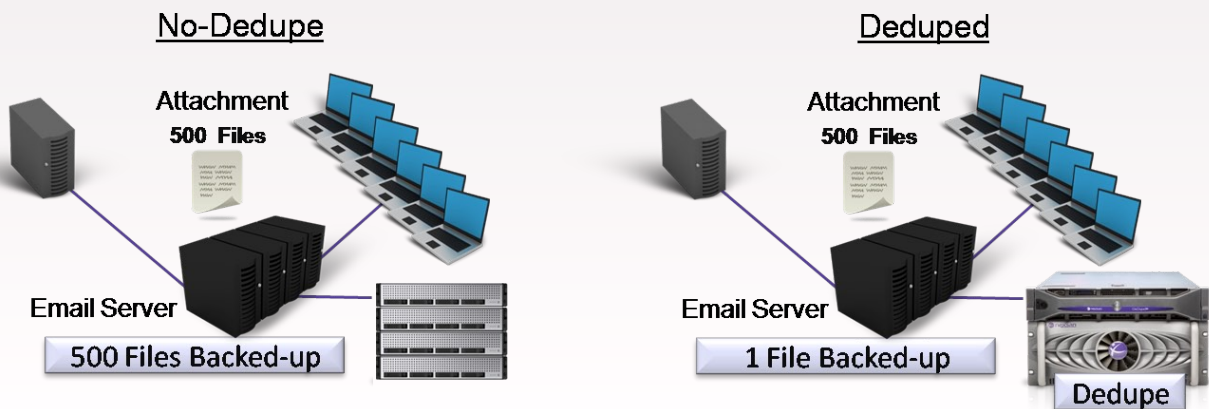 No-Dedupe
Attachment
500 Files
Email Server
500 Files Backed-up
Deduped
Attachment
500 Files
Email Server
1 File Backed-up
Dedupe